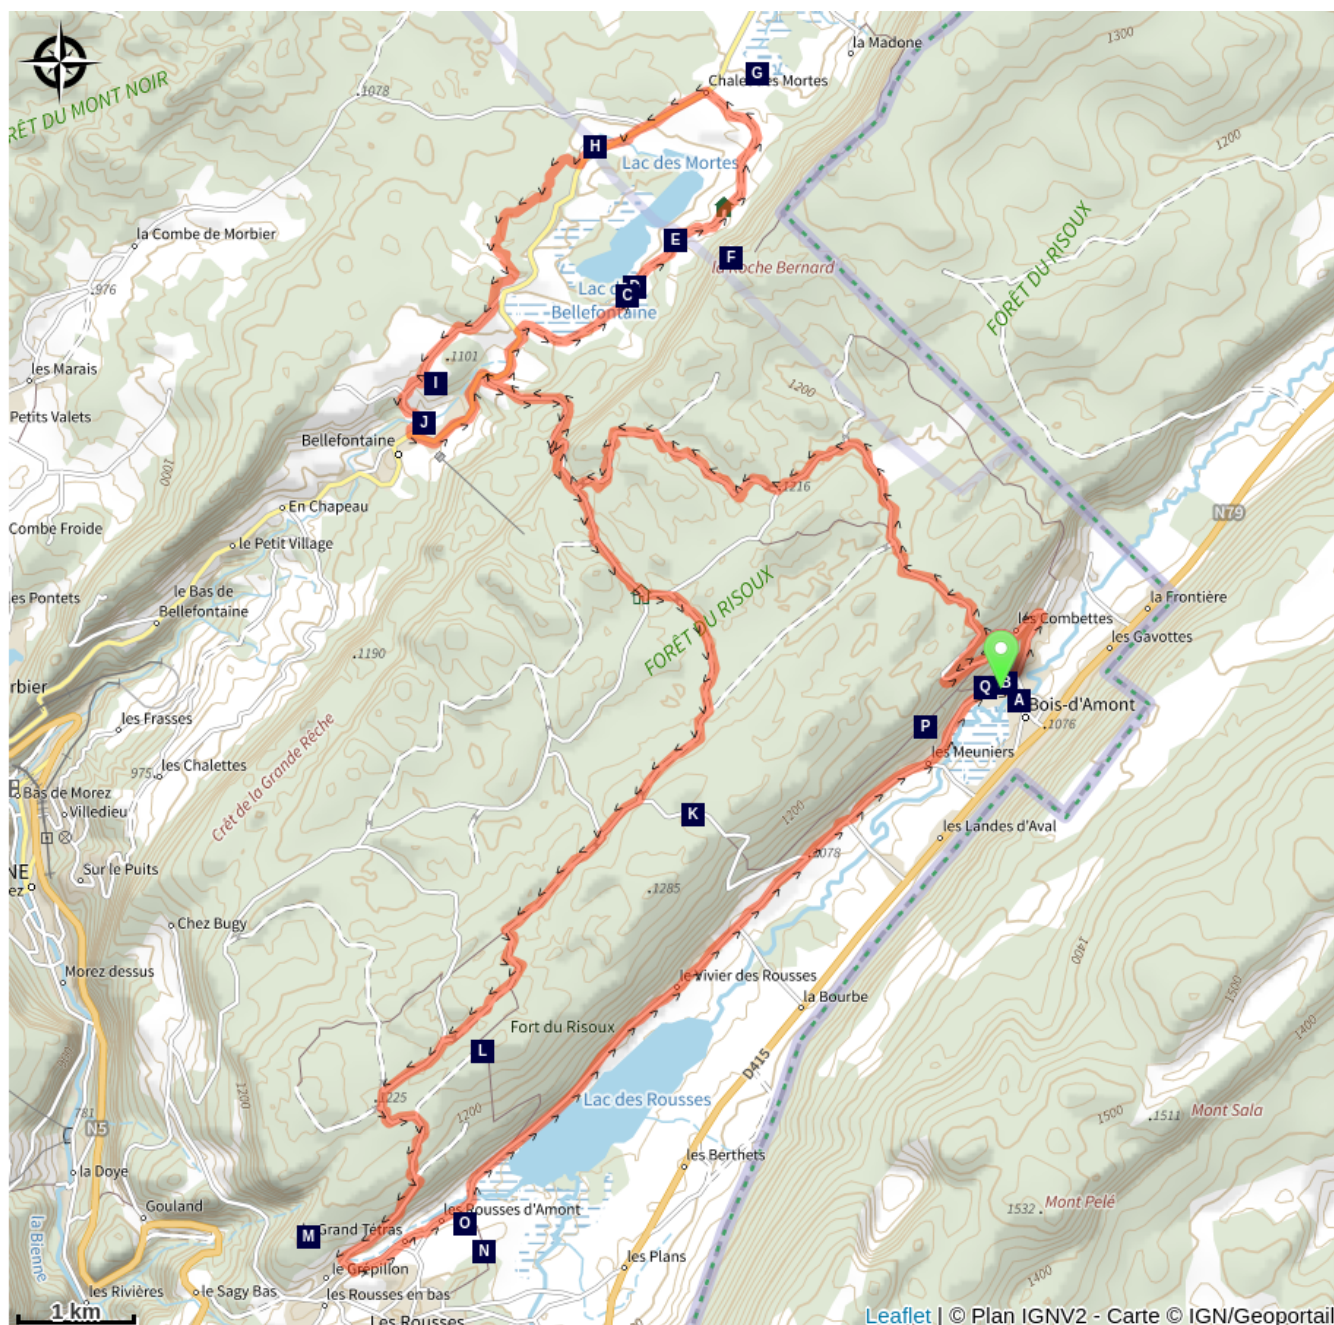 la Madone
1300
G
Chalet des Mortes
1078
RÊT DU MONT NOIR
H
Lac des Mortes
1200
la Combe de Morbier
E
F
la Roche Bernard
FORÊT DU RISOUX
976
C
Lac de
Bellefontaine
les Marais
1101
I
1200
Petits Valets
J
Bellefontaine
1000
1216
En Chapeau
N79
Combe Froide
le Petit Village
le Bas de
Bellefontaine
es Pontets
la Frontière
FORÊT DU RISOUX
les Combettes
les Gavottes
1190
rbier
Q
B
A
Bois-d'Amont
les Frasses
P
1076
les Meuniers
975
les Chalettes
Crêt de la Grande Rêche
Bas de Morez
Villedieu
K
1200
les Landes d'Aval
1078
NE
ez
Sur le Puits
1285
Chez Bugy
1400
Morez dessus
le Vivier des Rousses
1500
la Bourbe
1400
Fort du Risoux
L
D415
1225
Lac des Rousses
1200
781
1200
N5
1500
1511
Mont Sala
les Berthets
la Doye
Gouland
1532
Mont Pelé
la Bienne
les Rousses d'Amont
M
Grand Tétras
O
N
les Plans
le Grépillon
1400
les Rivières
le Sagy Bas
les Rousses en bas
1 km
Les Rousses
Leaflet | © Plan IGNV2 - Carte © IGN/Geoportail